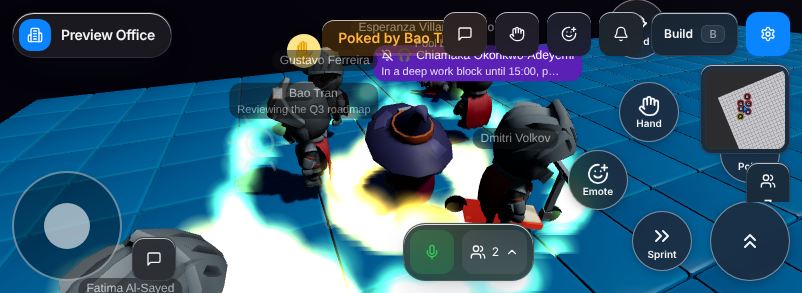 Preview Office
Esperanza Villar
Poked by Bao T
Build B
Gustavo Ferreira
Chiamaka Okonkwo-Adeyemi
In a deep work block until 15:00, p…
Bao Tran
Reviewing the Q3 roadmap
Dmitri Volkov
Hand
Emote
Sprint
2
Fatima Al-Sayed